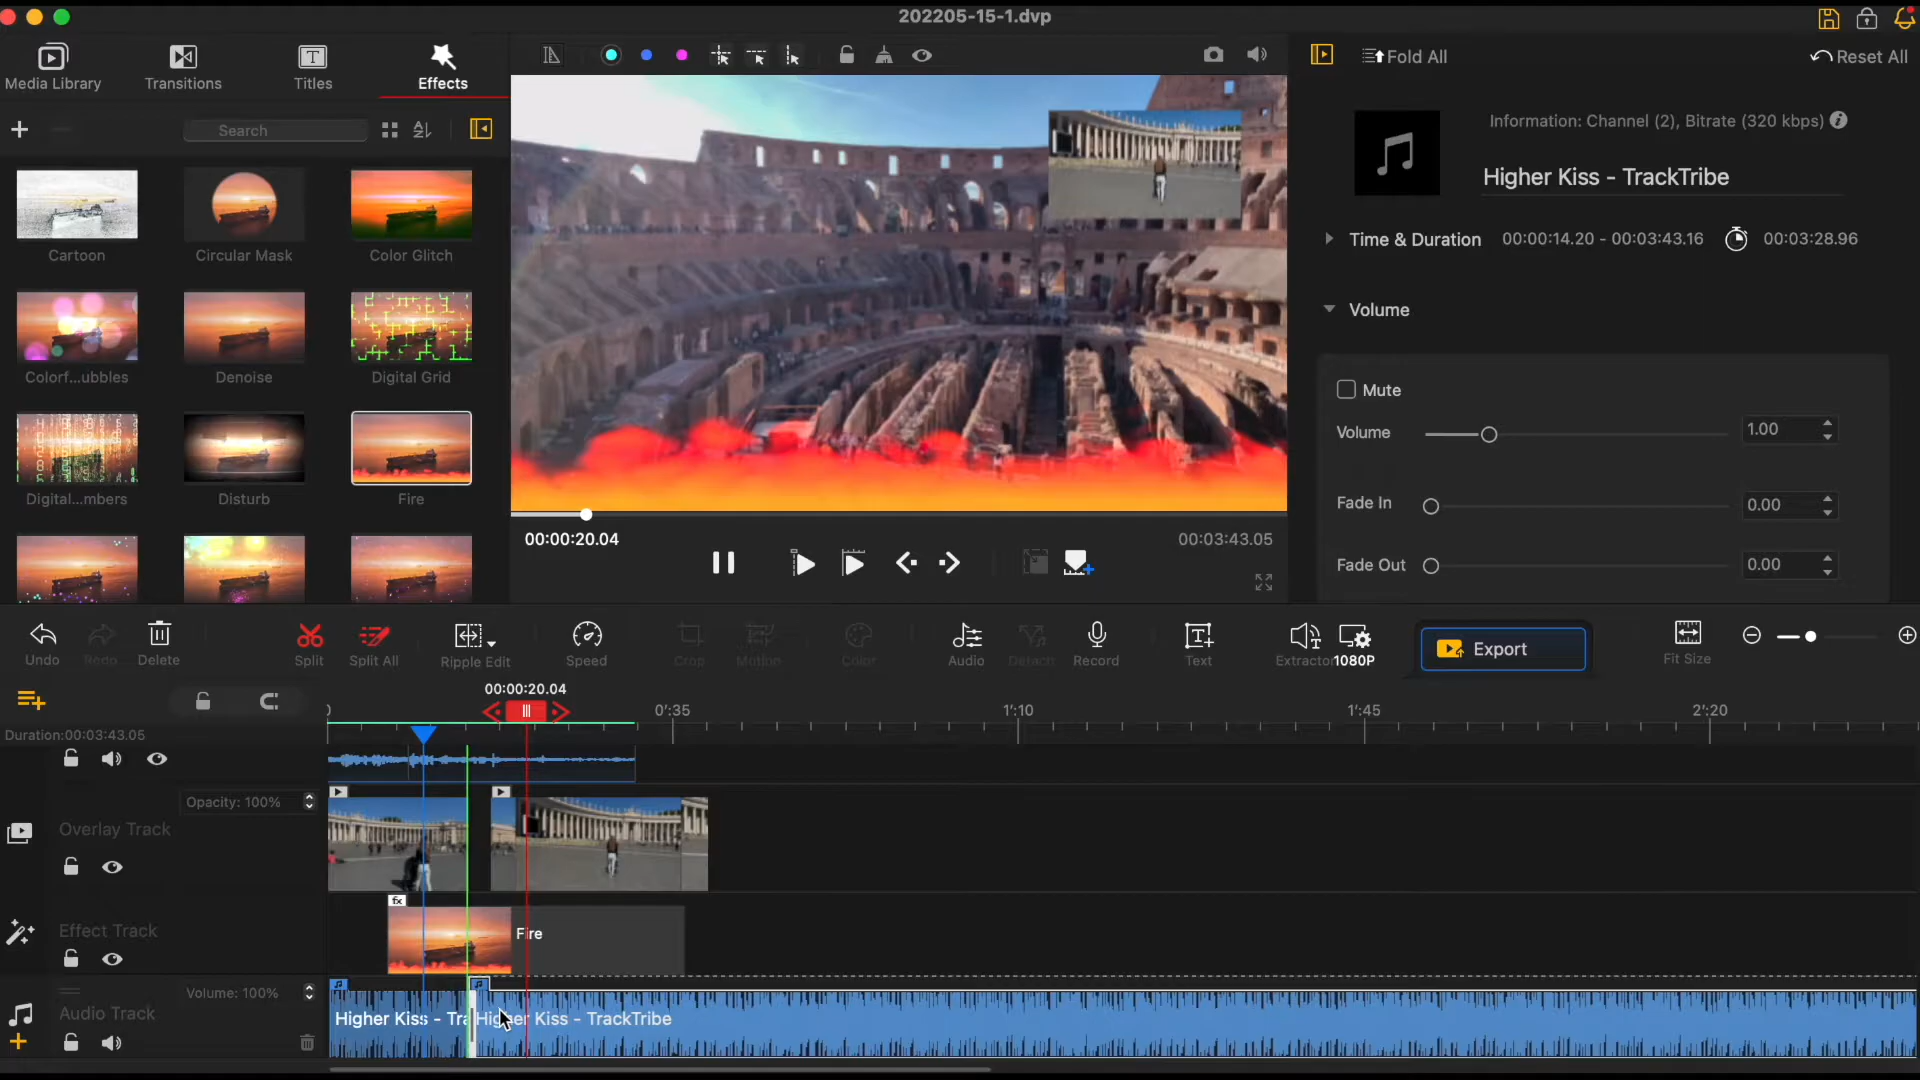 202205-15-1.dvp
Media Library
Transitions
Titles
Effects
Search
Cartoon
Circular Mask
Color Glitch
Colorf...ubbles
Denoise
Digital Grid
Digital...mbers
Disturb
Fire
00:00:20.04
00:03:43.05
Fold All
Reset All
Information: Channel (2), Bitrate (320 kbps)
Higher Kiss - TrackTribe
Time & Duration 00:00:14.20 - 00:03:43.16 00:03:28.96
Volume
Mute
Volume 1.00
Fade In 0.00
Fade Out 0.00
Undo
Redo
Delete
Split
Split All
Ripple Edit
Speed
Crop
Motion
Color
Audio
Detach
Record
Text
Extractor
1080P
Export
Fit Size
00:00:20.04
0
0':35
1':10
1':45
2':20
Duration:00:03:43.05
Opacity: 100%
Overlay Track
Effect Track
fx
Fire
Volume: 100%
Audio Track
Higher Kiss - Tra
Higher Kiss - TrackTribe